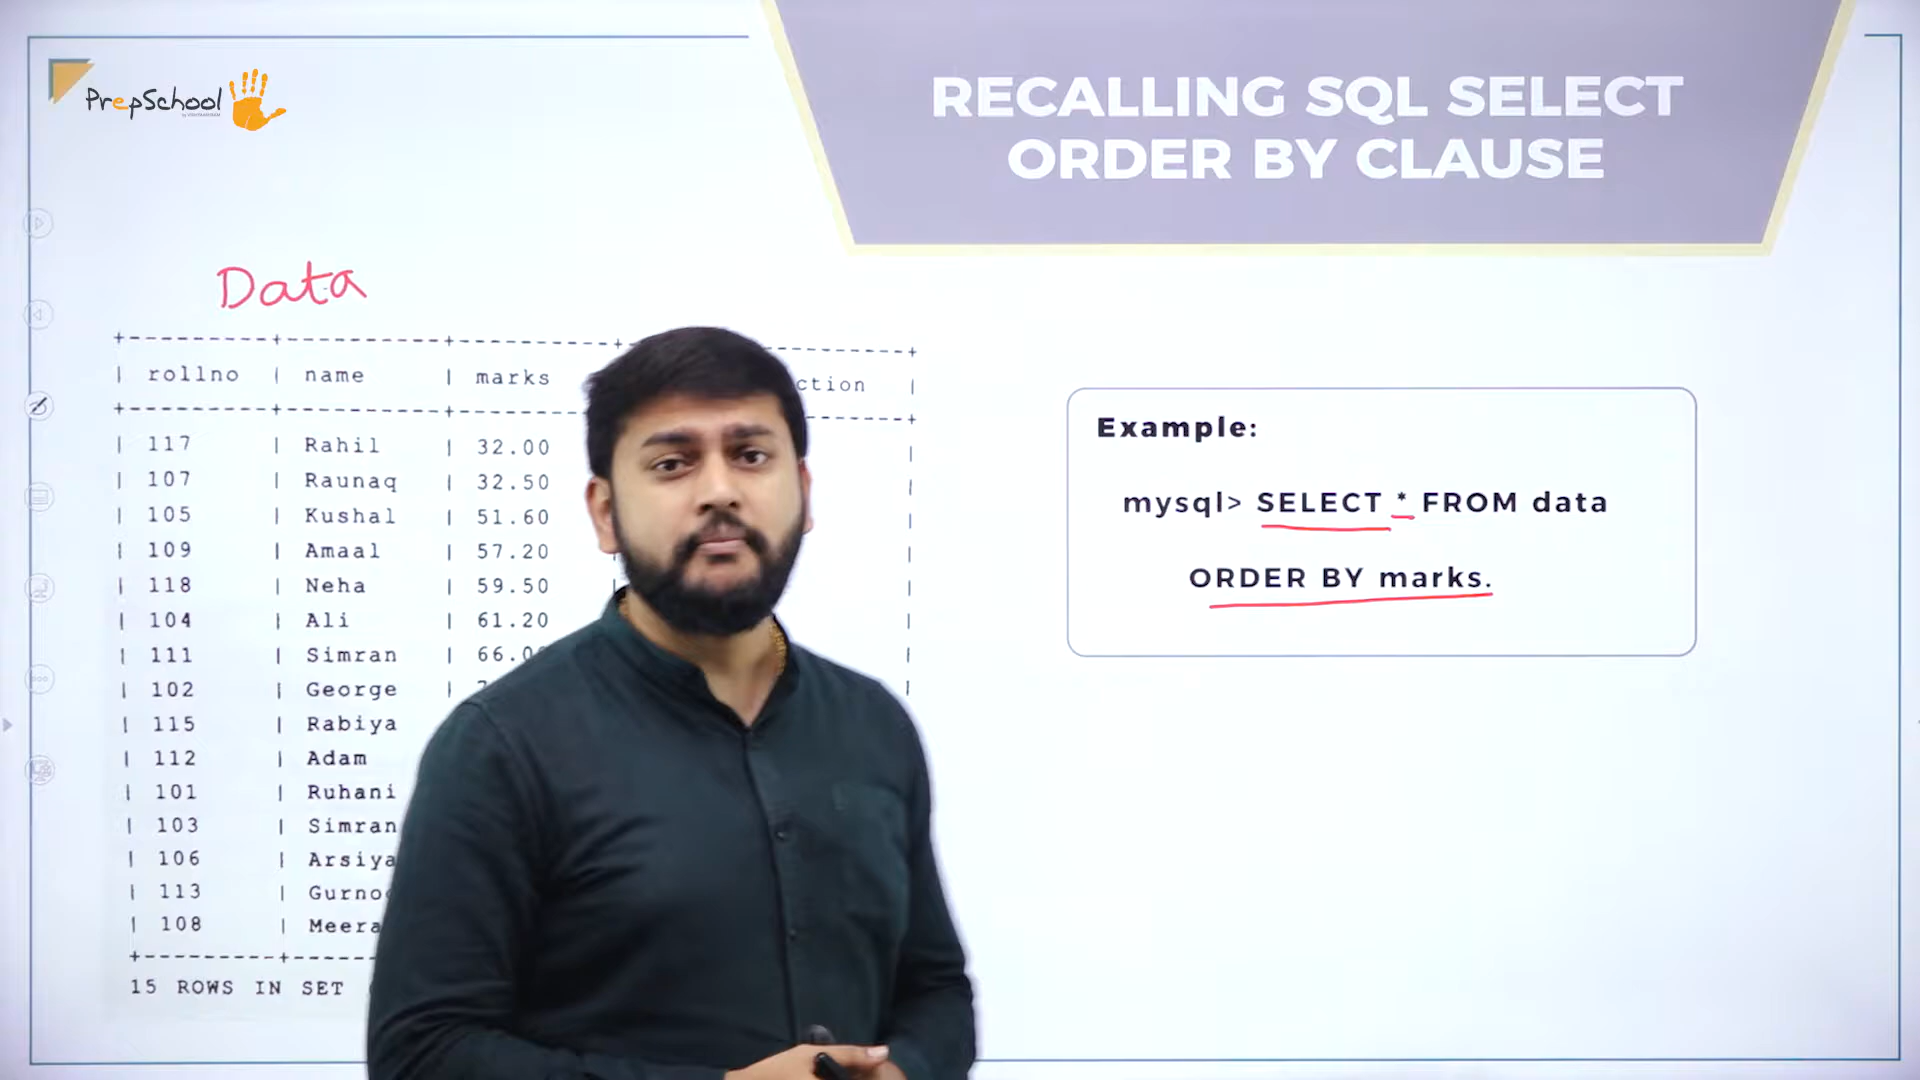 PrepSchool
RECALLING SQL SELECT
ORDER BY CLAUSE
Data
rollno | name | marks
117 | Rahil | 32.00
107 | Raunaq | 32.50
105 | Kushal | 51.60
109 | Amaal | 57.20
118 | Neha | 59.50
104 | Ali | 61.20
111 | Simran
102 | George
115 | Rabiya
112 | Adam
101 | Ruhani
103 | Simran
106 | Arsiya
113
108 | Meera
15 ROWS IN SET
Example:
mysql> SELECT * FROM data
ORDER BY marks.